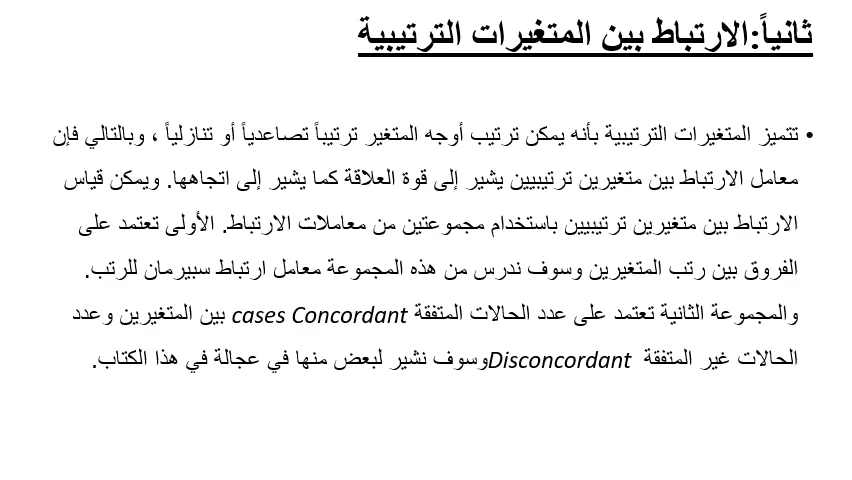 ثانياً:الارتباط بين المتغيرات الترتيبية
• تتميز المتغيرات الترتيبية بأنه يمكن ترتيب أوجه المتغير ترتيباً تصاعدياً أو تنازلياً ، وبالتالي فإن
معامل الارتباط بين متغيرين ترتيبيين يشير إلى قوة العلاقة كما يشير إلى اتجاهها. ويمكن قياس
الارتباط بين متغيرين ترتيبيين باستخدام مجموعتين من معاملات الارتباط. الأولى تعتمد على
الفروق بين رتب المتغيرين وسوف ندرس من هذه المجموعة معامل ارتباط سبيرمان للرتب.
والمجموعة الثانية تعتمد على عدد الحالات المتفقة cases Concordant بين المتغيرين وعدد
الحالات غير المتفقة Disconcordant وسوف نشير لبعض منها في عجالة في هذا الكتاب.